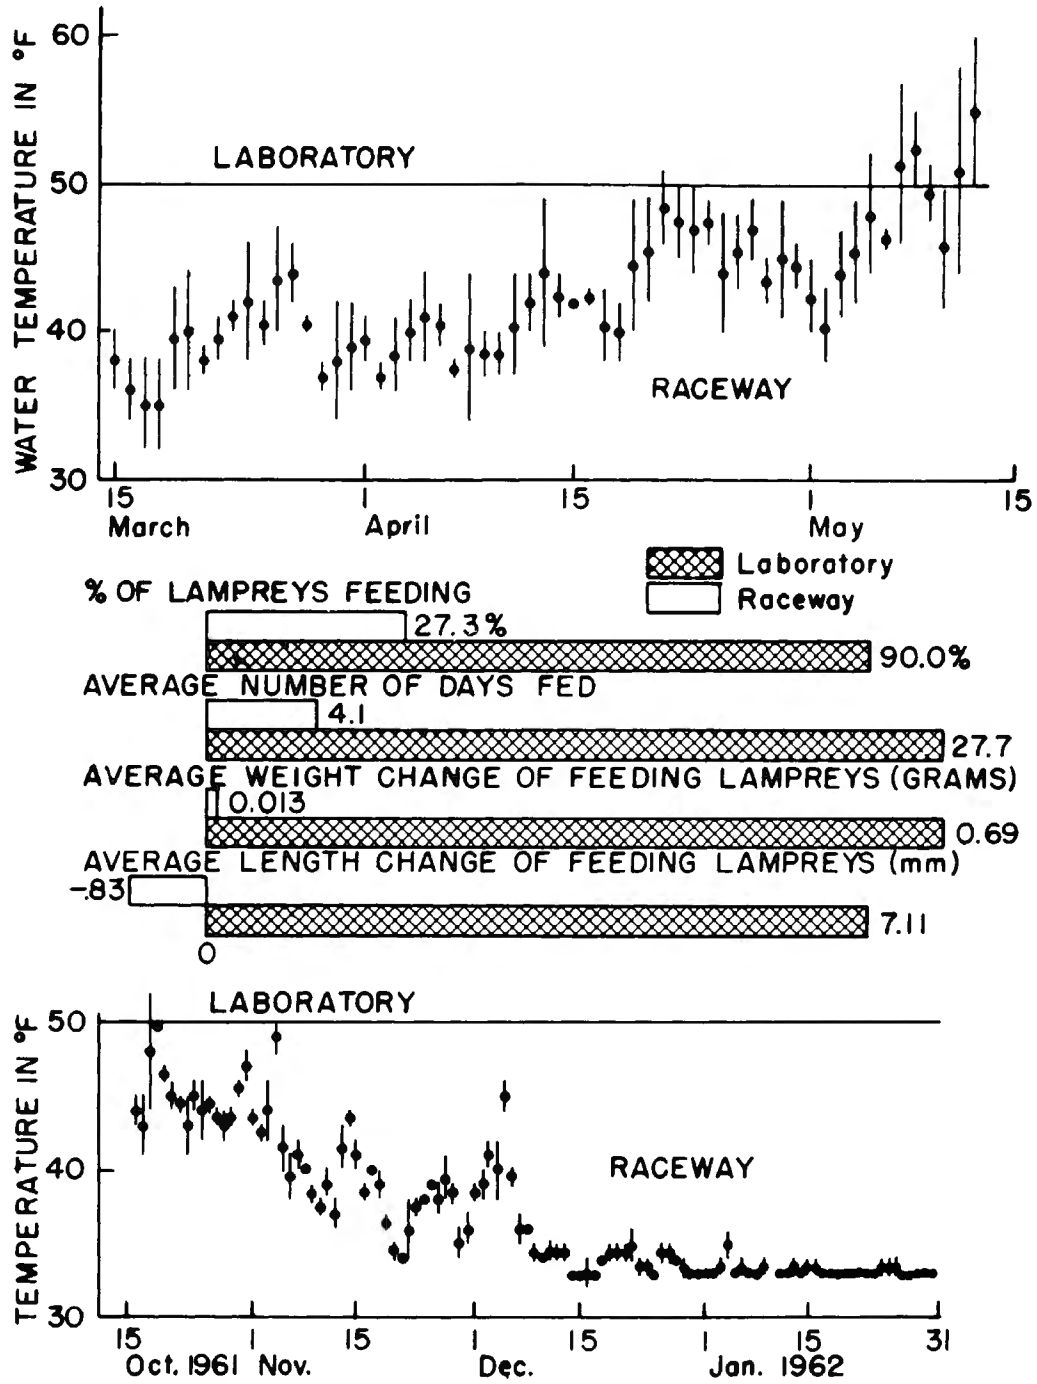 WATER TEMPERATURE IN °F
60
50
40
30
LABORATORY
RACEWAY
15 1 15 1 15
March April May
Laboratory
Raceway
% OF LAMPREYS FEEDING
27.3%
90.0%
AVERAGE NUMBER OF DAYS FED
4.1
27.7
AVERAGE WEIGHT CHANGE OF FEEDING LAMPREYS (GRAMS)
0.013
0.69
AVERAGE LENGTH CHANGE OF FEEDING LAMPREYS (mm)
-.83
7.11
0
TEMPERATURE IN °F
50
40
30
LABORATORY
RACEWAY
15 1 15 1 15 1 15 31
Oct. 1961 Nov. Dec. Jan. 1962